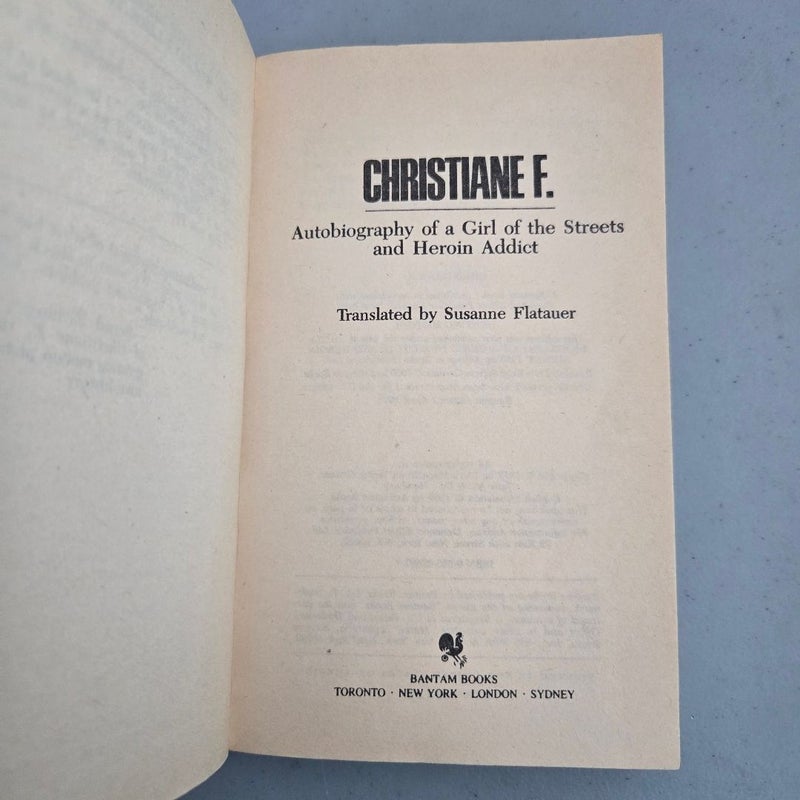 CHRISTIANE F.
Autobiography of a Girl of the Streets
and Heroin Addict
Translated by Susanne Flatauer
BANTAM BOOKS
TORONTO · NEW YORK · LONDON · SYDNEY